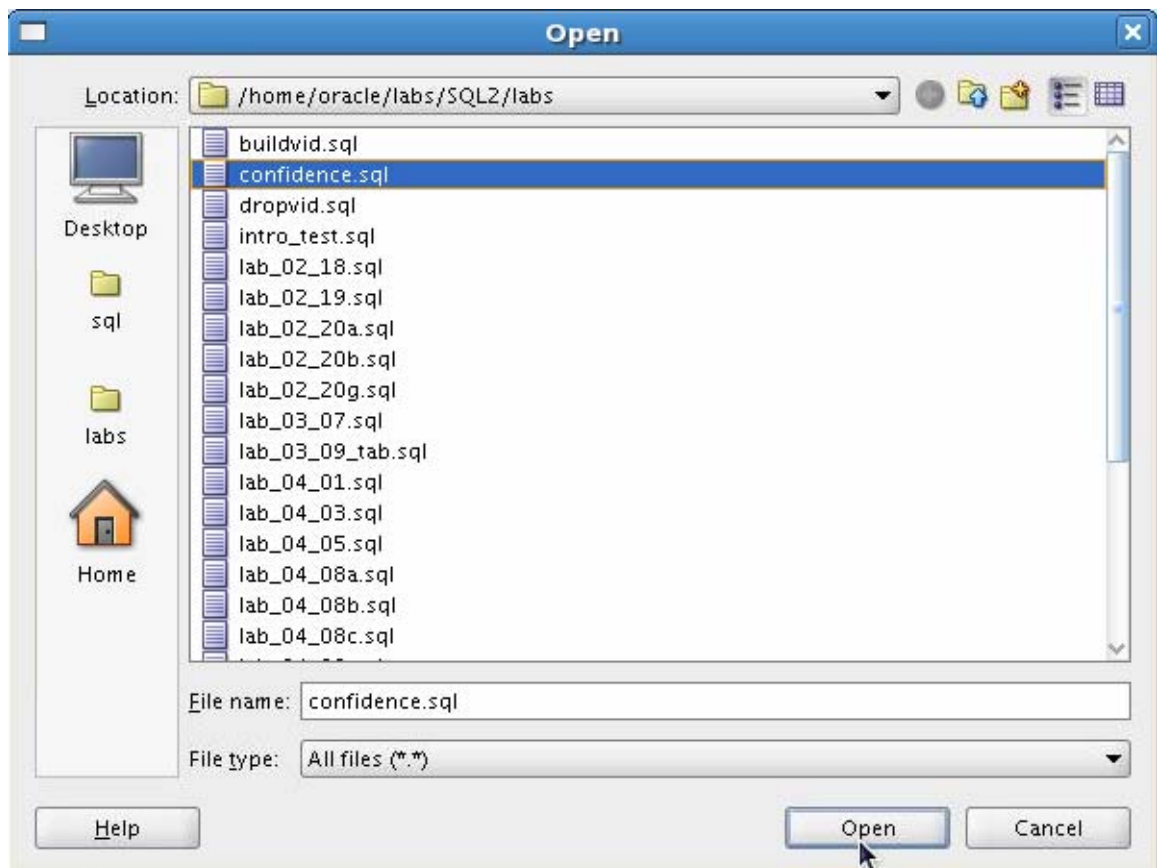 Open
Location: /home/oracle/labs/SQL2/labs
Desktop
sql
labs
Home
buildvid.sql
confidence.sql
dropvid.sql
intro_test.sql
lab_02_18.sql
lab_02_19.sql
lab_02_20a.sql
lab_02_20b.sql
lab_02_20g.sql
lab_03_07.sql
lab_03_09_tab.sql
lab_04_01.sql
lab_04_03.sql
lab_04_05.sql
lab_04_08a.sql
lab_04_08b.sql
lab_04_08c.sql
File name: confidence.sql
File type: All files (*.*)
Help
Open
Cancel